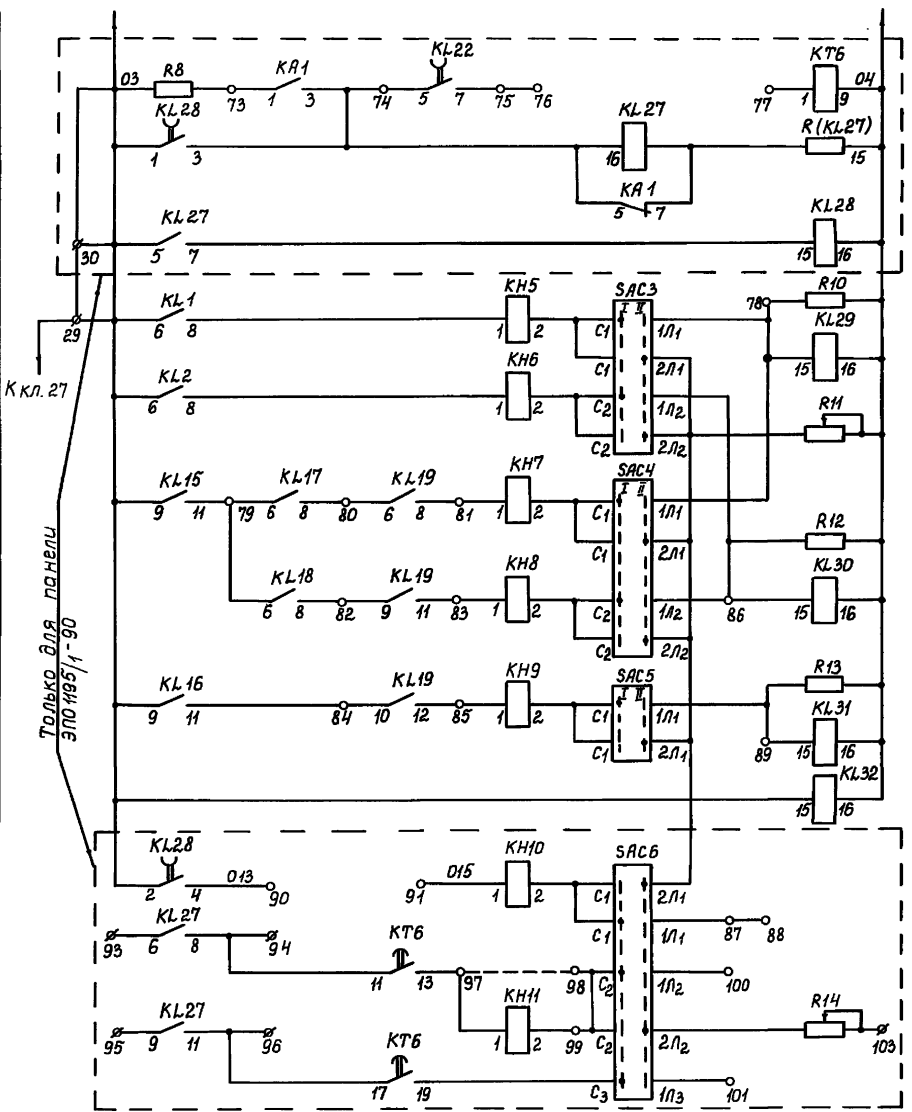 KL22
KT6
03 R8 KA1 04
73 1 3 74 5 7 75 76 77 1 9
KL28 KL27 R(KL27)
1 3 16 15
KA1
5 7
KL27 KL28
30 5 7 15 16
KL1 KH5 SAC3 78 R10
I II
29 6 8 1 2 C1 1Л1 KL29
К кл. 27
KL2 KH6 C1 2Л1 15 16
6 8 1 2 C2 1Л2 R11
C2 2Л2
KL15 KL17 KL19 KH7 SAC4
I II
9 11 79 6 8 80 6 8 81 1 2 C1 1Л1
C1 2Л1 R12
KL18 KL19 KH8 KL30
6 8 82 9 11 83 1 2 C2 1Л2 86 15 16
C2 2Л2
Только для панели
ЭПО1195/1-90
KL16 KL19 KH9 SAC5 R13
I II
9 11 84 10 12 85 1 2 C1 1Л1 KL31
C1 2Л1 89 15 16
KL32
15 16
KL28 KH10 SAC6
2 4 013 90 91 015 1 2 C1 2Л1
KL27
93 6 8 94 C1 1Л1 87 88
KT6
11 13 97 98 C2 1Л2 100
KL27 KH11 R14
95 9 11 96 1 2 99 C2 2Л2 103
KT6
17 19 C3 1Л3 101